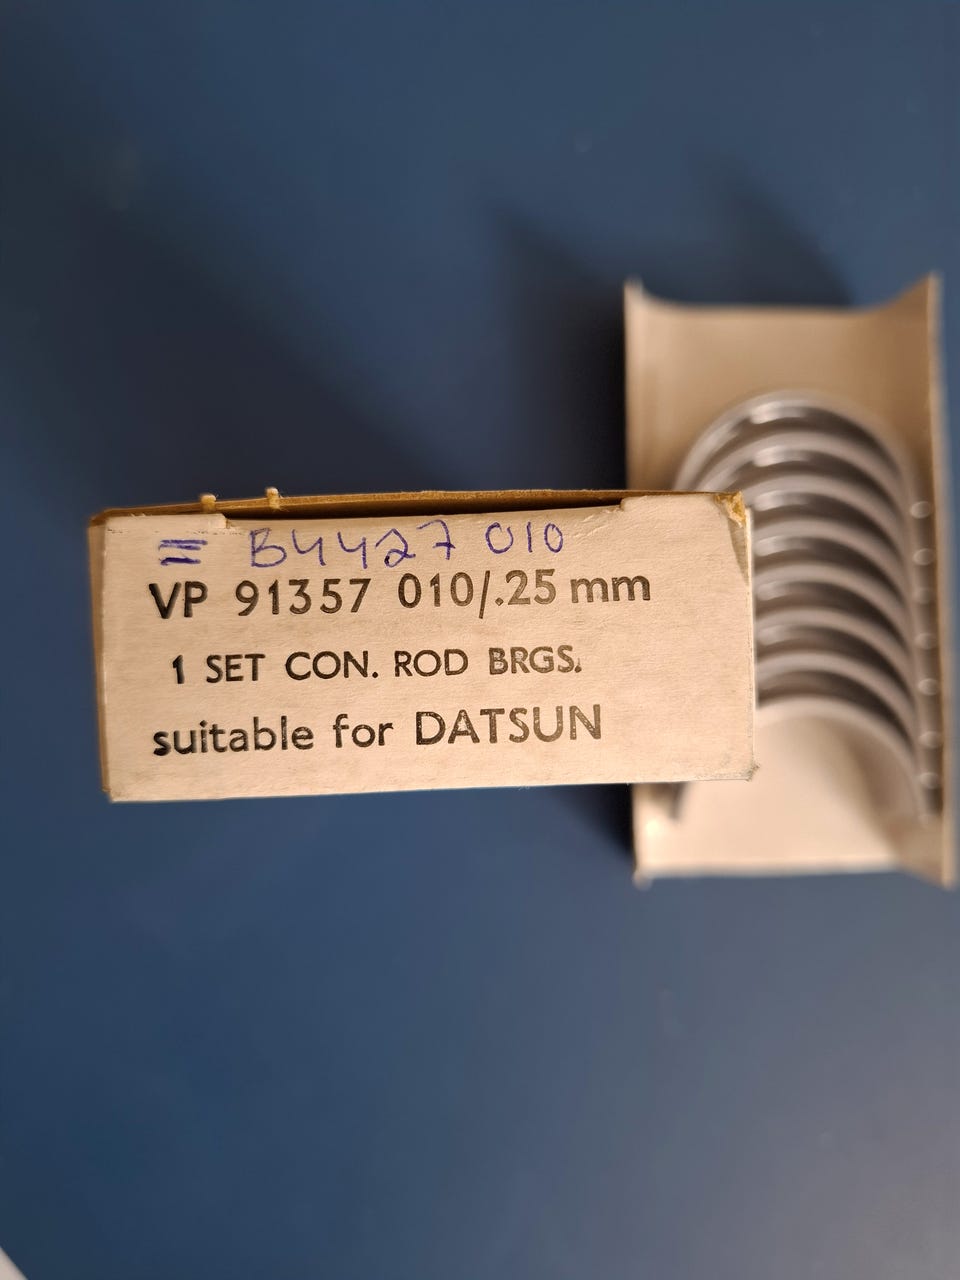 = B4427 010
VP 91357 010/.25 mm
1 SET CON. ROD BRGS.
suitable for DATSUN